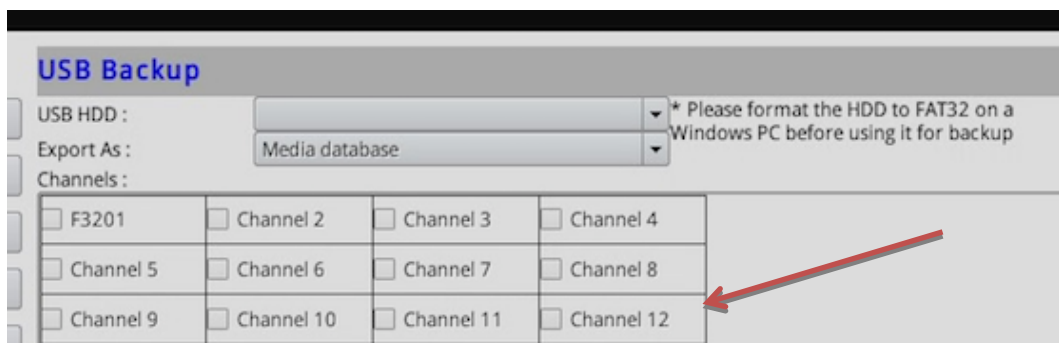 USB Backup
USB HDD :
* Please format the HDD to FAT32 on a
Windows PC before using it for backup
Export As :
Media database
Channels :
F3201 Channel 2 Channel 3 Channel 4
Channel 5 Channel 6 Channel 7 Channel 8
Channel 9 Channel 10 Channel 11 Channel 12